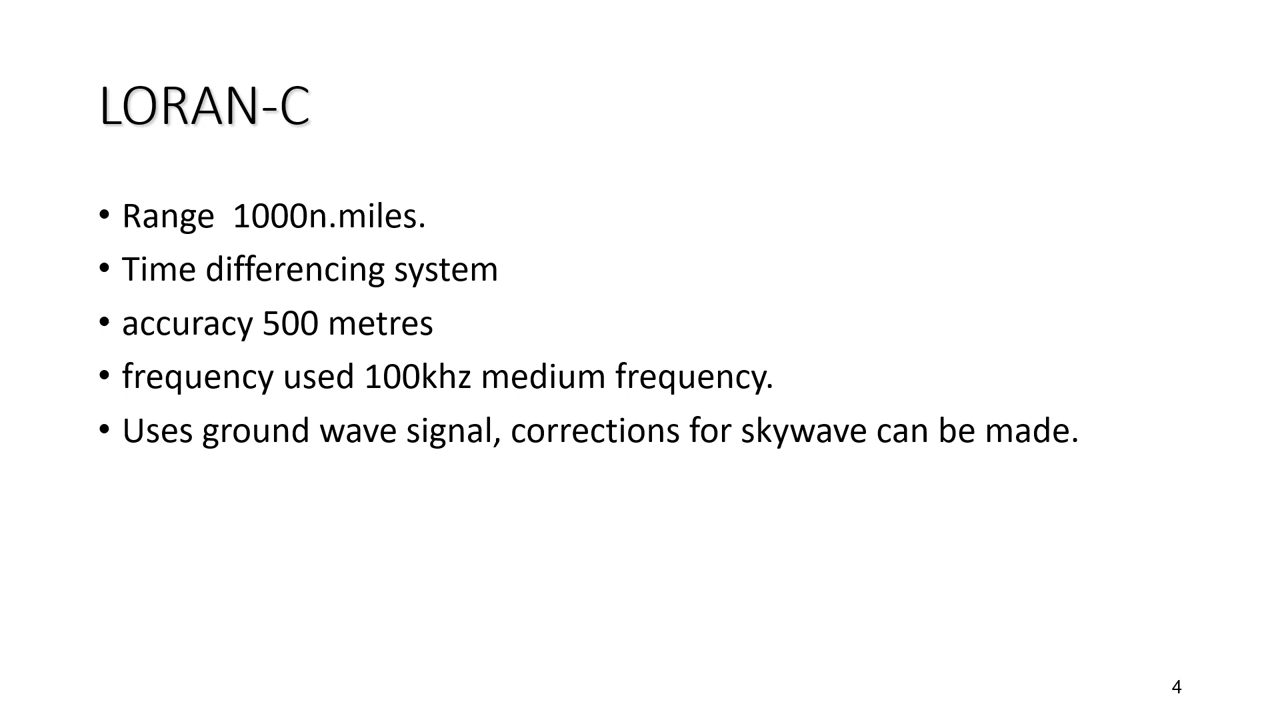 LORAN-C
• Range  1000n.miles.
• Time differencing system
• accuracy 500 metres
• frequency used 100khz medium frequency.
• Uses ground wave signal, corrections for skywave can be made.
4